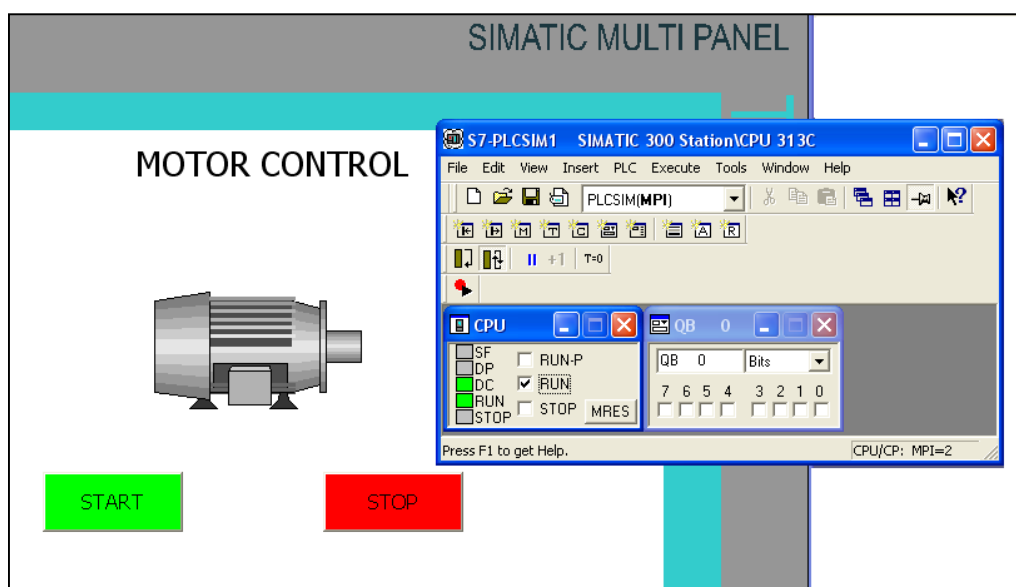 SIMATIC MULTI PANEL
MOTOR CONTROL
S7-PLCSIM1 SIMATIC 300 Station\CPU 313C
File Edit View Insert PLC Execute Tools Window Help
PLCSIM(MPI)
M T C A R
+1 T=0
CPU
SF
DP
DC
RUN
STOP
RUN-P
RUN
STOP MRES
QB 0
QB 0 Bits
7 6 5 4 3 2 1 0
Press F1 to get Help. CPU/CP: MPI=2
START STOP